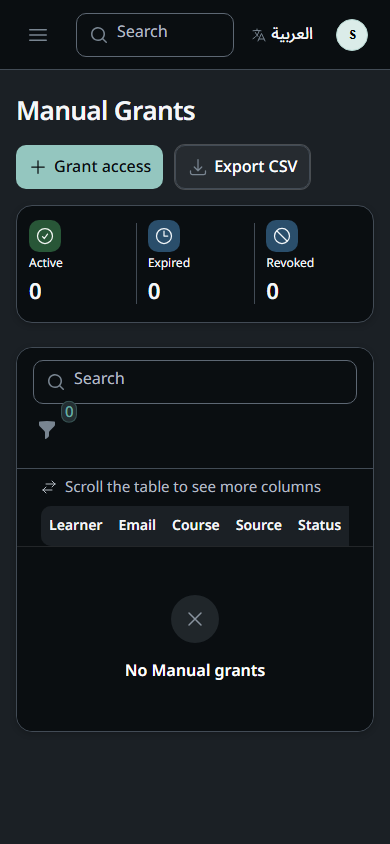 Search
العربية
S
Manual Grants
Grant access
Export CSV
Active
0
Expired
0
Revoked
0
Search
0
Scroll the table to see more columns
Learner Email Course Source Status
No Manual grants